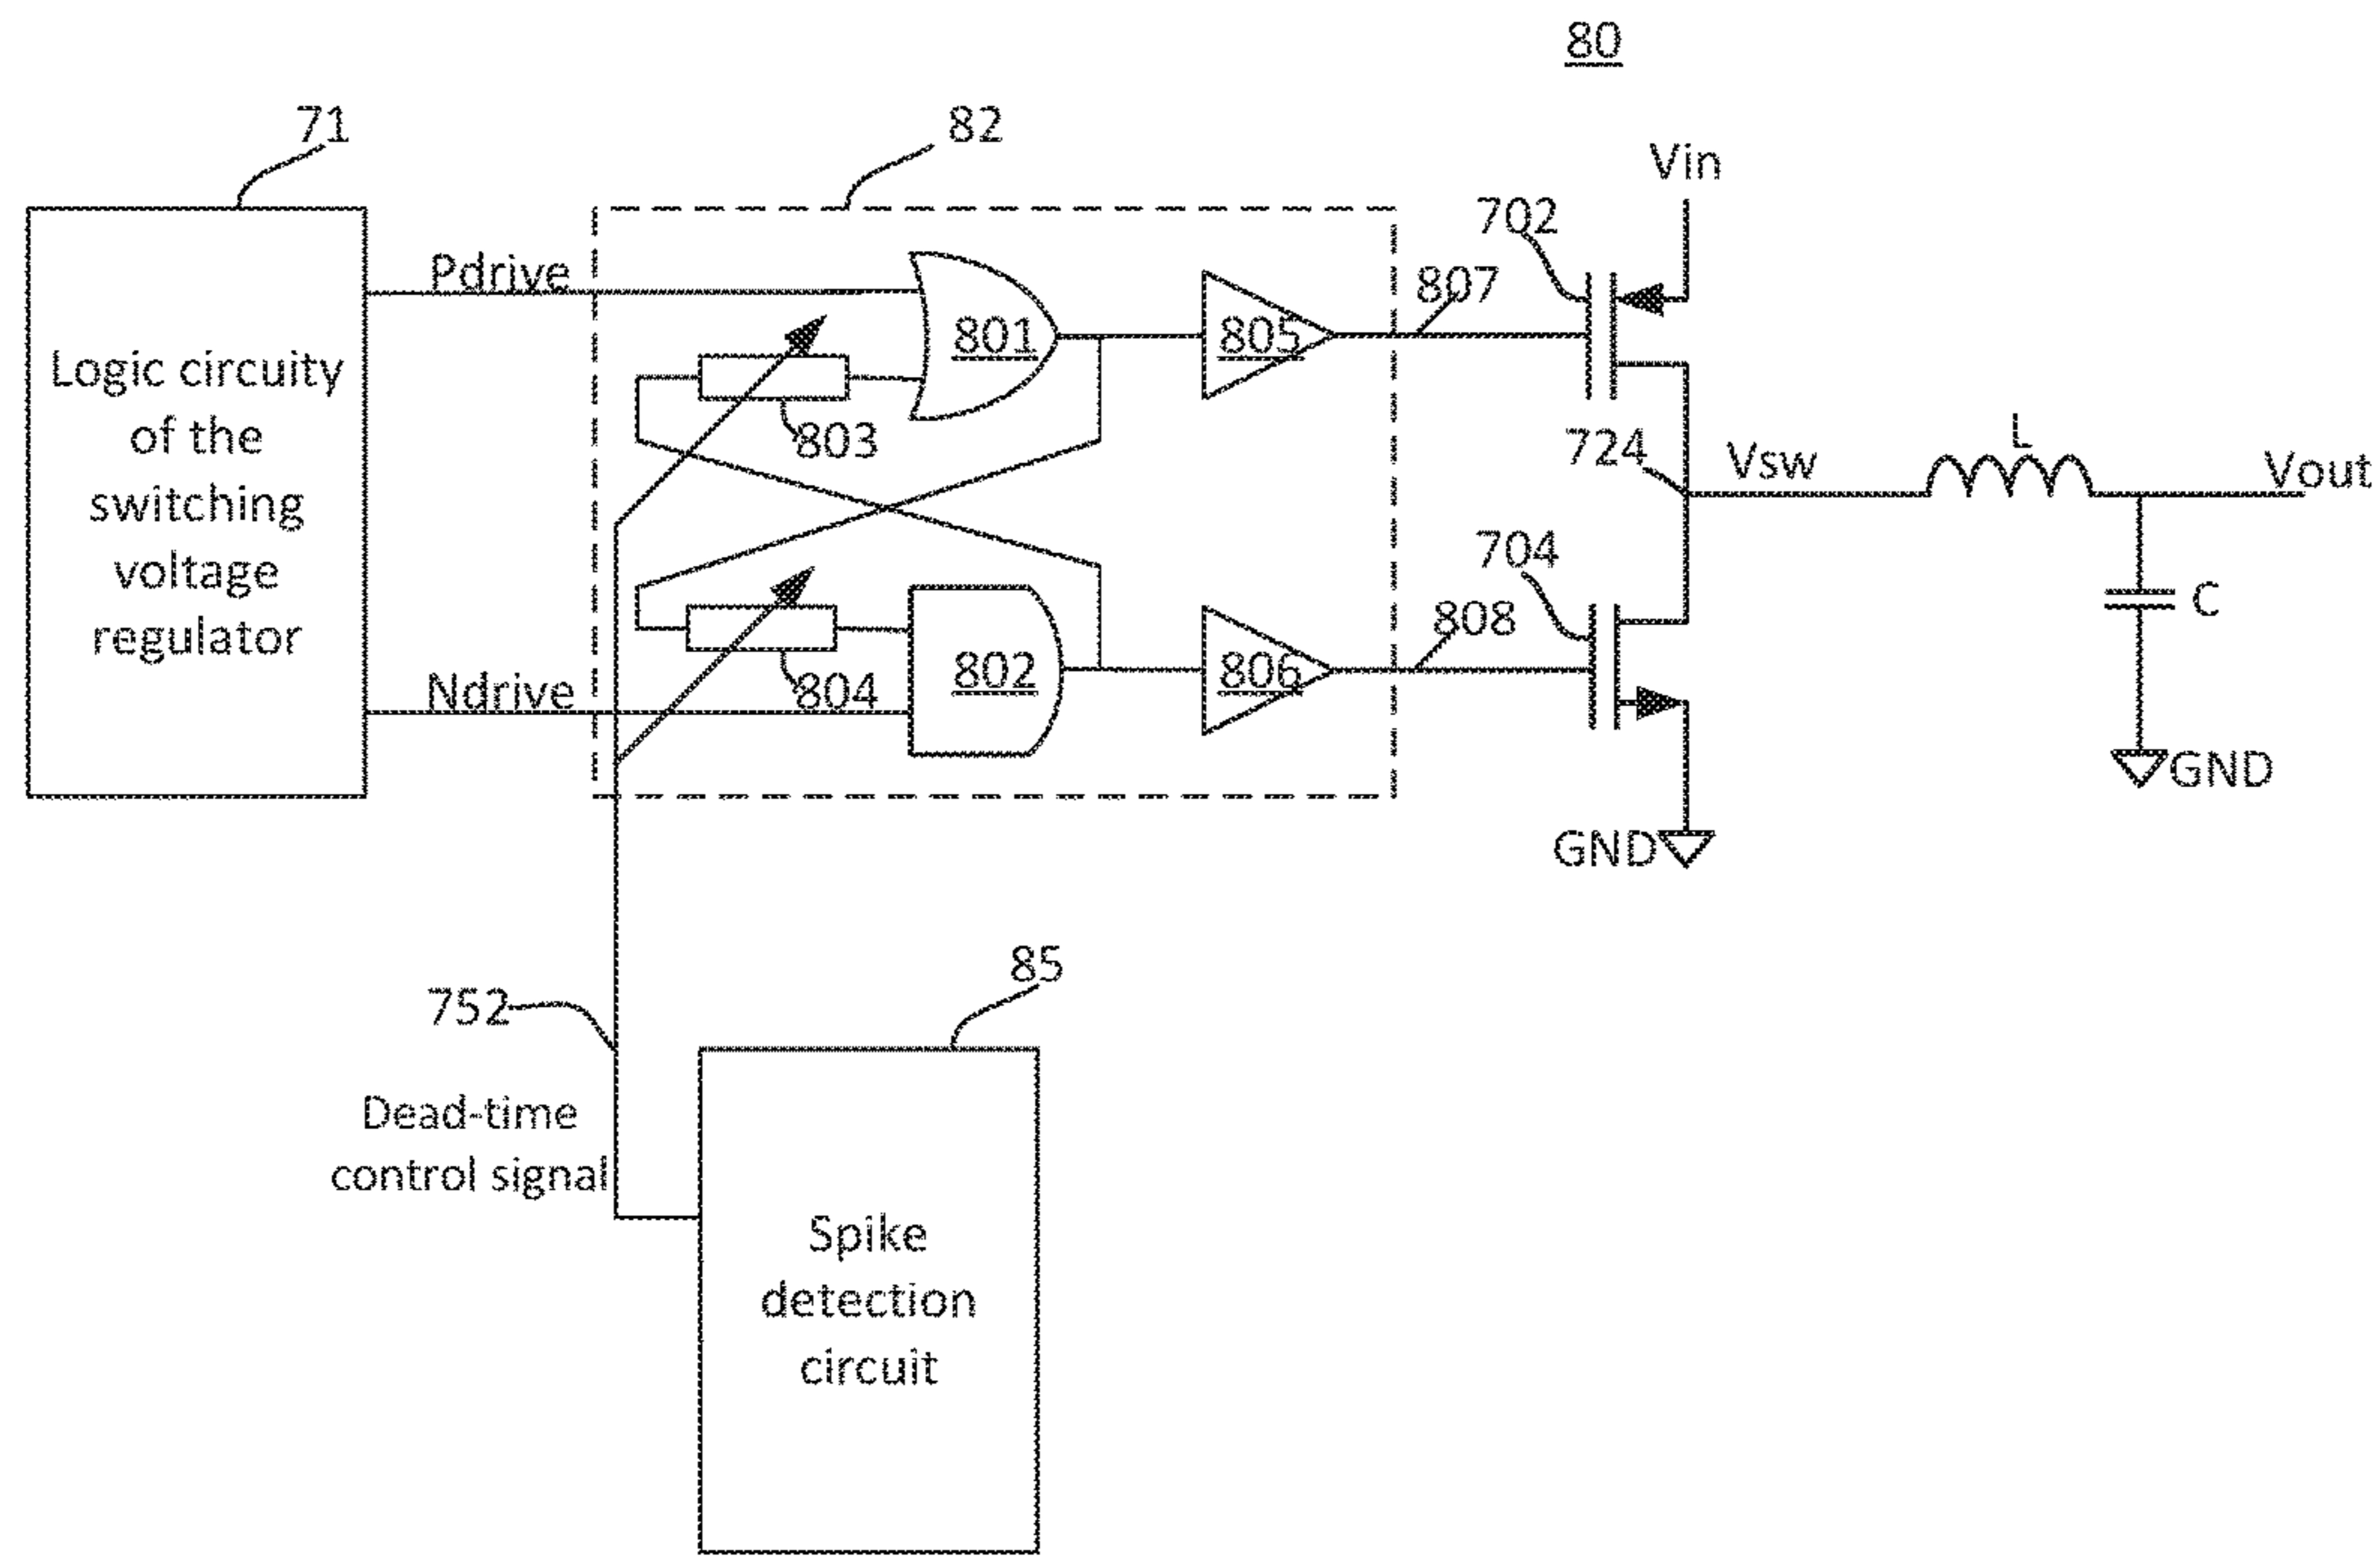 80
71
82
Vin
702
Pdrive
807
801
805
Logic circuity
of the
switching
voltage
regulator
803
724
Vsw
L
Vout
704
C
808
802
806
Ndrive
804
GND
GND
85
752
Dead-time
control signal
Spike
detection
circuit